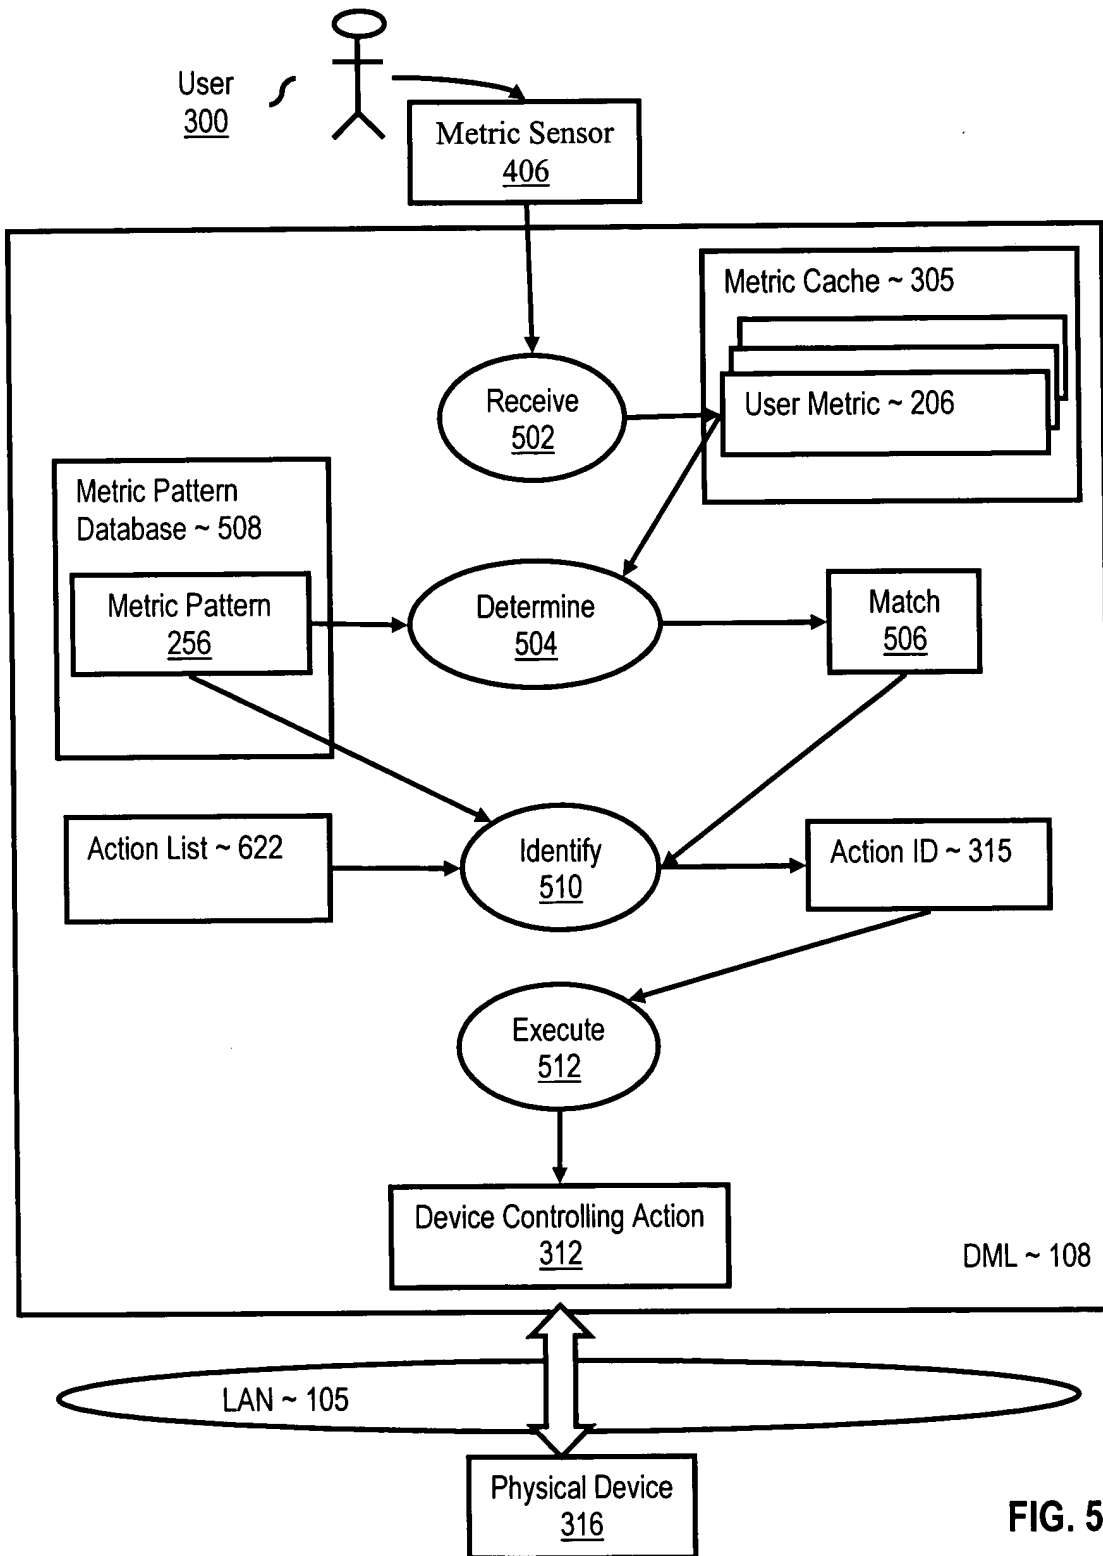 User
300
Metric Sensor
406
Metric Cache ~ 305
User Metric ~ 206
Receive
502
Metric Pattern
Database ~ 508
Metric Pattern
256
Determine
504
Match
506
Action List ~ 622
Identify
510
Action ID ~ 315
Execute
512
Device Controlling Action
312
DML ~ 108
LAN ~ 105
Physical Device
316
FIG. 5